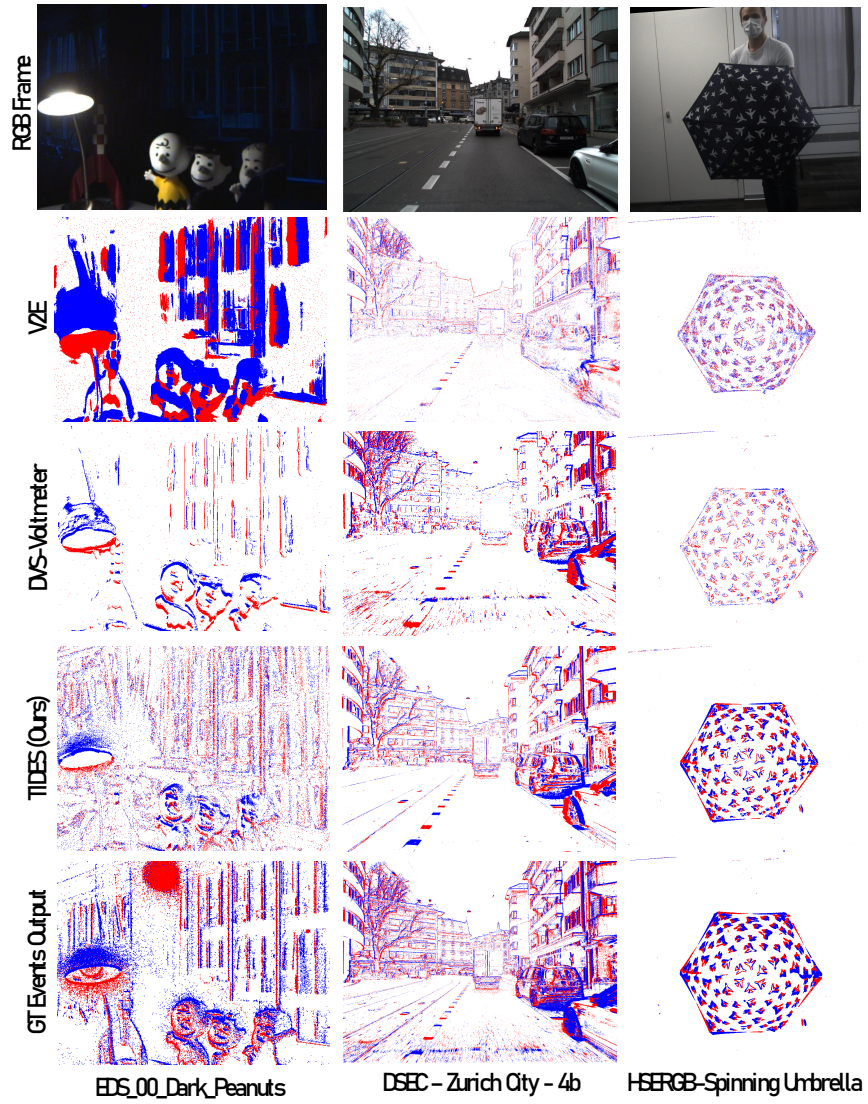 RGB Frame
V2E
DVS-Voltmeter
TIDES (Ours)
GT Events Output
EDS_00_Dark_Peanuts
DSEC - Zurich City - 4b
HSERGB-Spinning Umbrella